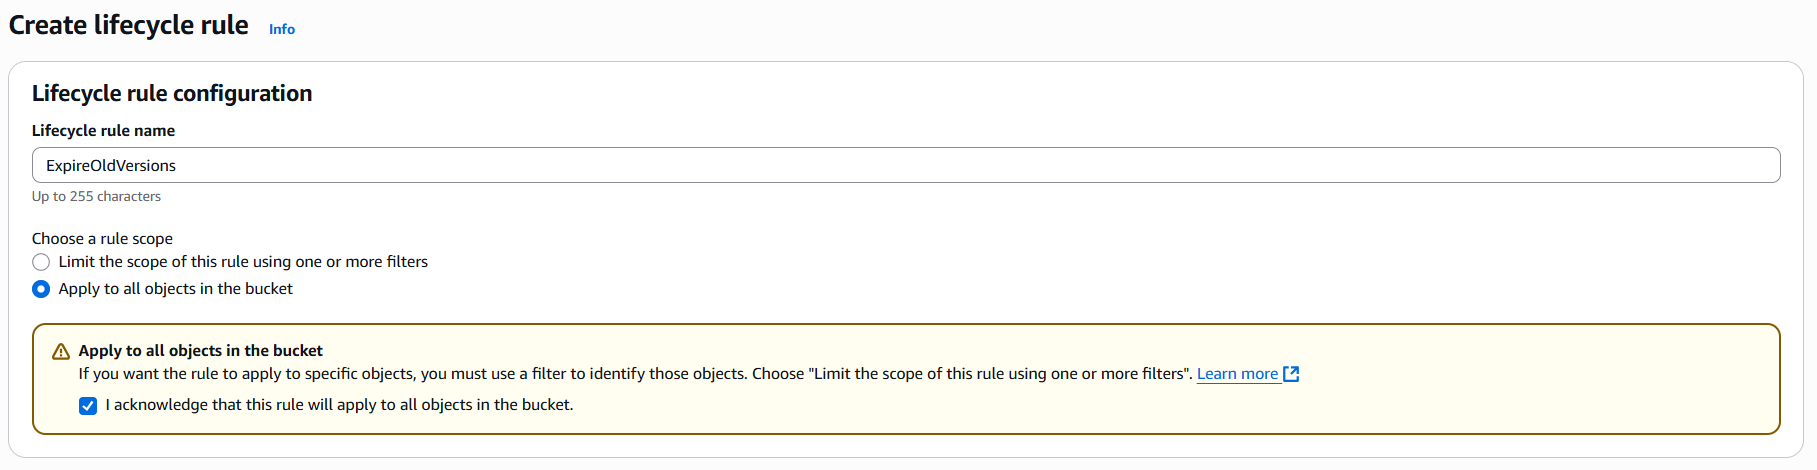 Create lifecycle rule Info
Lifecycle rule configuration
Lifecycle rule name
ExpireOldVersions
Up to 255 characters
Choose a rule scope
Limit the scope of this rule using one or more filters
Apply to all objects in the bucket
Apply to all objects in the bucket
If you want the rule to apply to specific objects, you must use a filter to identify those objects. Choose "Limit the scope of this rule using one or more filters". Learn more
I acknowledge that this rule will apply to all objects in the bucket.